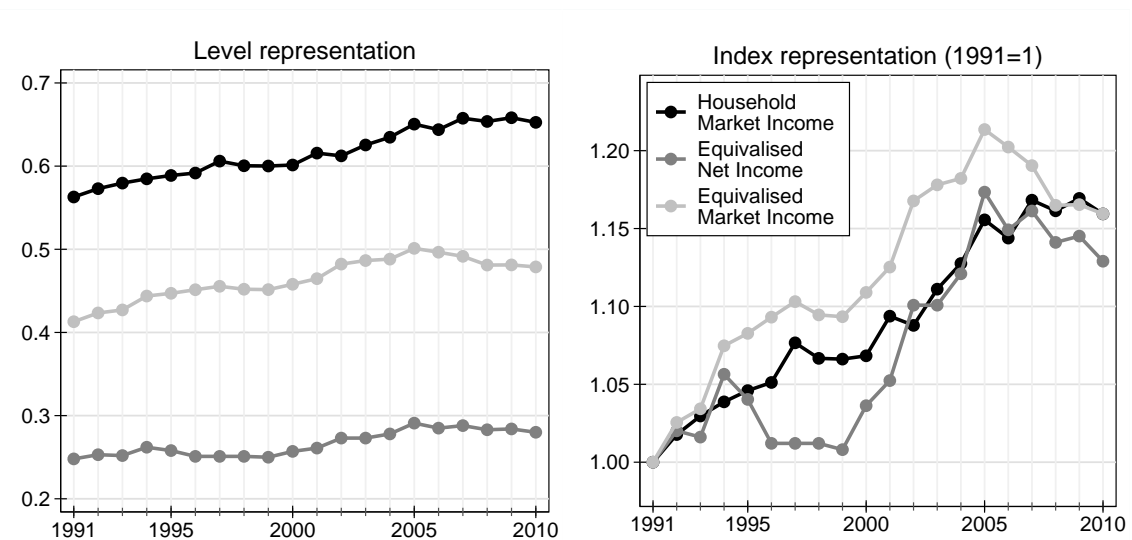 Level representation
0.7
0.6
0.5
0.4
0.3
0.2
1991 1995 2000 2005 2010
Index representation (1991=1)
Household
Market Income
Equivalised
Net Income
Equivalised
Market Income
1.20
1.15
1.10
1.05
1.00
1991 1995 2000 2005 2010